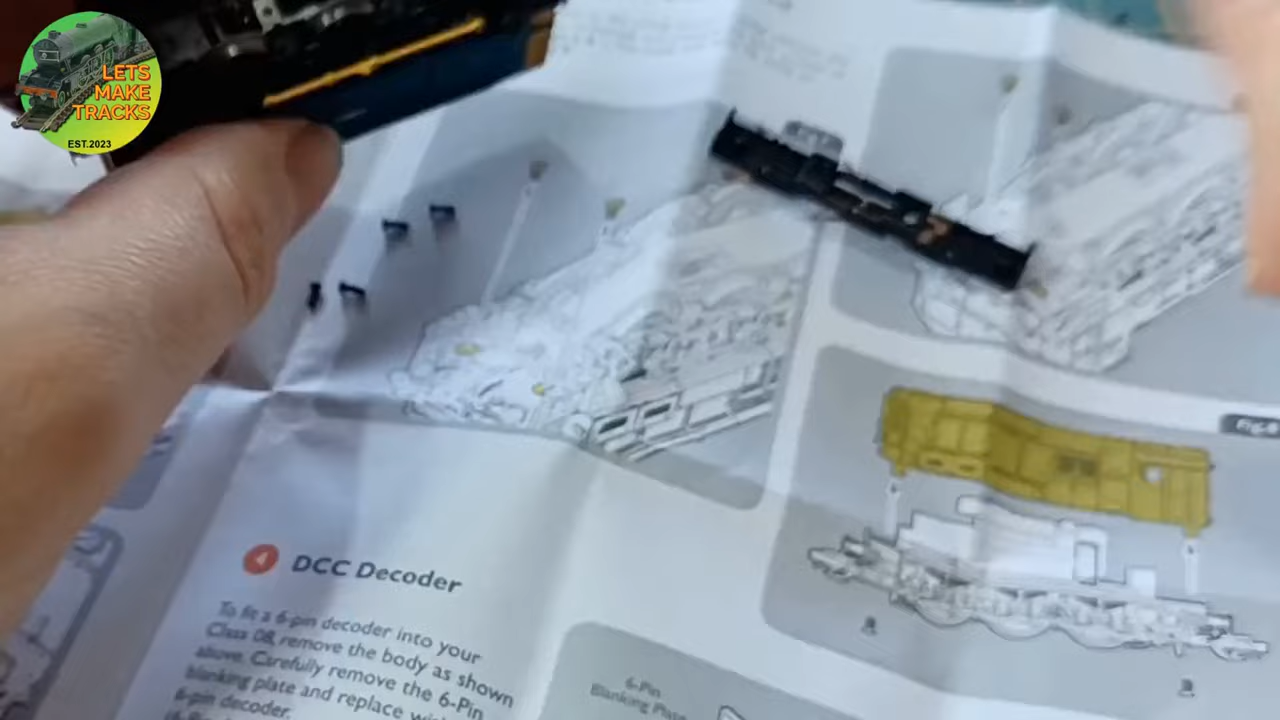 LETS
MAKE
TRACKS
EST.2023
4 DCC Decoder
To fit a 6-pin decoder into your
Class 08, remove the body as shown
above. Carefully remove the 6-Pin
blanking plate and replace
6-pin decoder.
6-Pin
Blanking Plate